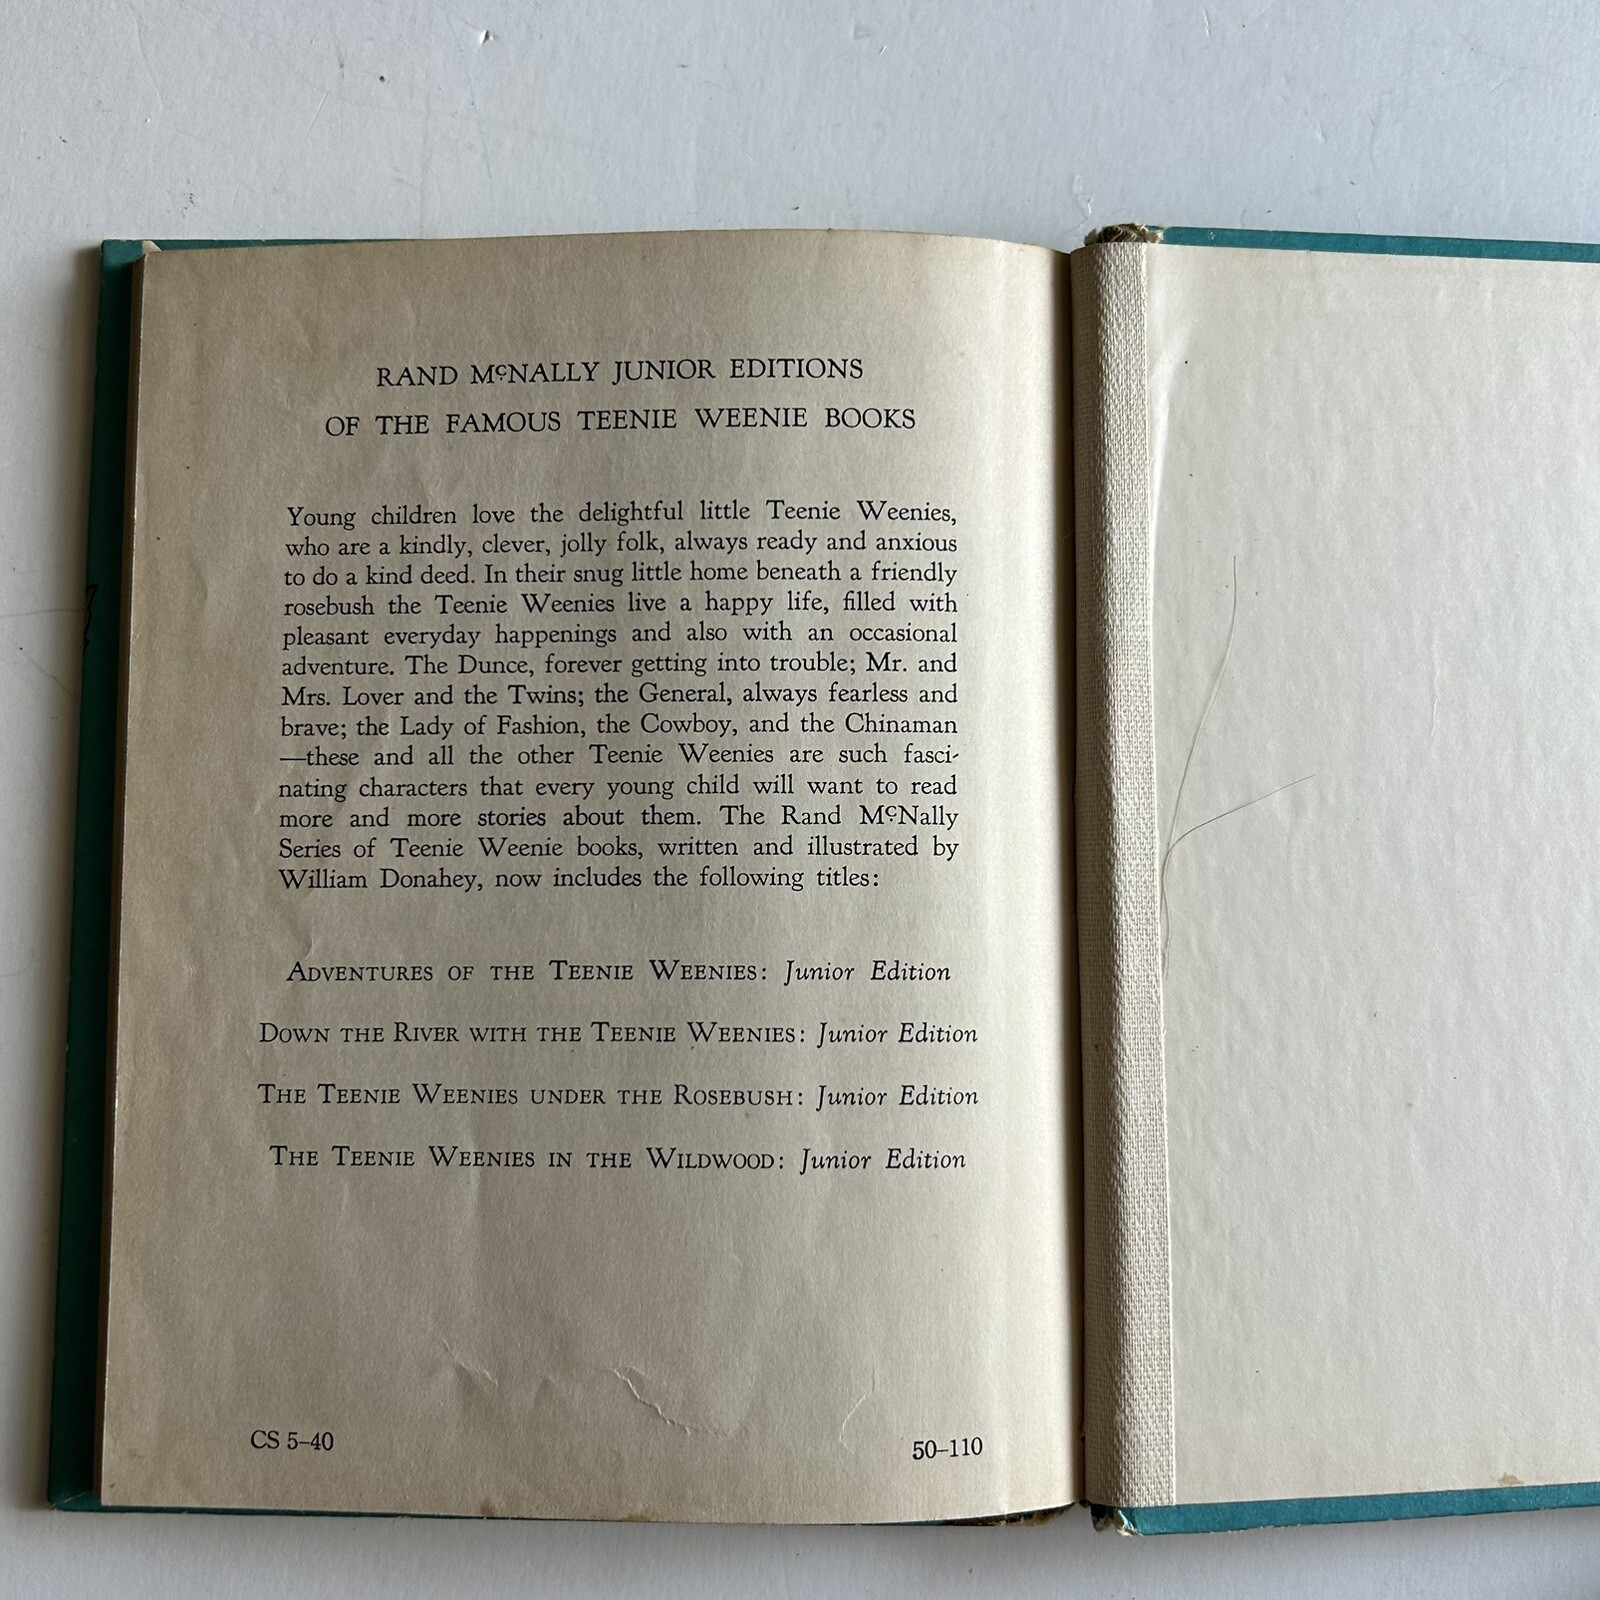 RAND McNALLY JUNIOR EDITIONS
OF THE FAMOUS TEENIE WEENIE BOOKS
Young children love the delightful little Teenie Weenies,
who are a kindly, clever, jolly folk, always ready and anxious
to do a kind deed. In their snug little home beneath a friendly
rosebush the Teenie Weenies live a happy life, filled with
pleasant everyday happenings and also with an occasional
adventure. The Dunce, forever getting into trouble; Mr. and
Mrs. Lover and the Twins; the General, always fearless and
brave; the Lady of Fashion, the Cowboy, and the Chinaman
—these and all the other Teenie Weenies are such fasci-
nating characters that every young child will want to read
more and more stories about them. The Rand McNally
Series of Teenie Weenie books, written and illustrated by
William Donahey, now includes the following titles:
ADVENTURES OF THE TEENIE WEENIES: Junior Edition
DOWN THE RIVER WITH THE TEENIE WEENIES: Junior Edition
THE TEENIE WEENIES UNDER THE ROSEBUSH: Junior Edition
THE TEENIE WEENIES IN THE WILDWOOD: Junior Edition
CS 5–40 50–110